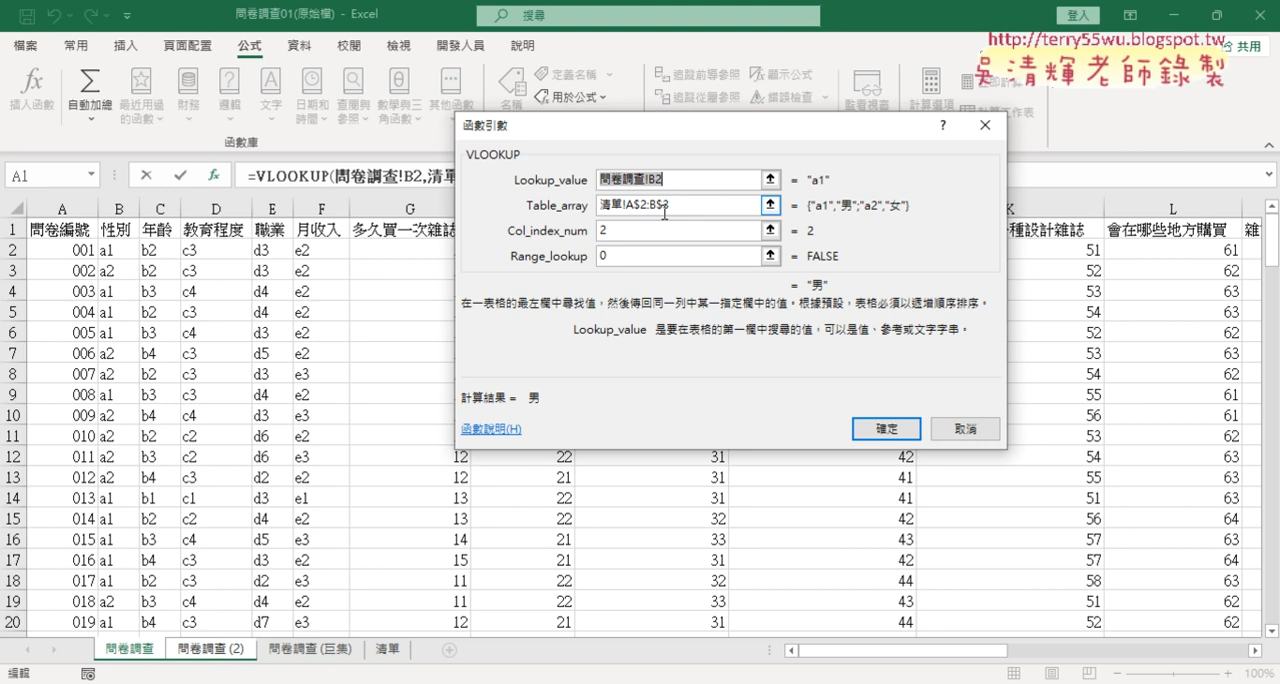 問卷調查01(原始檔) - Excel
搜尋
登入
檔案 常用 插入 頁面配置 公式 資料 校閱 檢視 開發人員 說明 共用
http://terry55wu.blogspot.tw
吳清輝老師錄製
插入函數 自動加總 最近用過的函數 財務 邏輯 文字 日期和時間 查閱與參照 數學與三角函數 其他函數 名稱 定義名稱 用於公式 追蹤前導參照 追蹤從屬參照 顯示公式 錯誤檢查 監看視窗 計算選項
函數庫
函數引數
A1 =VLOOKUP(問卷調查!B2,清單
VLOOKUP
Lookup_value 問卷調查!B2 = "a1"
Table_array 清單!A$2:B$3 = {"a1","男";"a2","女"}
Col_index_num 2 = 2
Range_lookup 0 = FALSE
= "男"
在一表格的最左欄中尋找值，然後傳回同一列中某一指定欄中的值。根據預設，表格必須以遞增順序排序。
Lookup_value 是要在表格的第一欄中搜尋的值，可以是值、參考或文字字串。
計算結果 = 男
函數說明(H)
確定 取消
A B C D E F G K L
1 問卷編號 性別 年齡 教育程度 職業 月收入 多久買一次雜誌 種設計雜誌 會在哪些地方購買 雜
2 001 a1 b2 c3 d3 e2 51 61
3 002 a2 b2 c3 d3 e2 52 62
4 003 a1 b3 c4 d4 e2 53 63
5 004 a1 b2 c3 d4 e2 54 63
6 005 a1 b3 c4 d3 e2 52 62
7 006 a2 b4 c3 d5 e2 53 63
8 007 a2 b2 c3 d3 e3 54 62
9 008 a1 b3 c3 d4 e2 55 61
10 009 a2 b4 c4 d3 e3 56 61
11 010 a2 b2 c2 d6 e2 53 62
12 011 a2 b3 c2 d6 e3 12 22 31 42 54 63
13 012 a2 b4 c3 d3 e2 12 21 31 41 55 63
14 013 a1 b1 c1 d3 e1 13 22 31 41 51 63
15 014 a1 b2 c2 d4 e2 13 22 32 42 56 64
16 015 a1 b3 c4 d5 e3 14 21 33 43 57 63
17 016 a1 b4 c3 d3 e2 15 21 31 42 57 64
18 017 a1 b2 c3 d2 e3 11 22 32 44 58 63
19 018 a2 b3 c4 d4 e2 11 22 33 43 51 62
20 019 a1 b4 c3 d7 e3 12 21 31 44 52 62
問卷調查 問卷調查 (2) 問卷調查 (巨集) 清單
編輯 100%